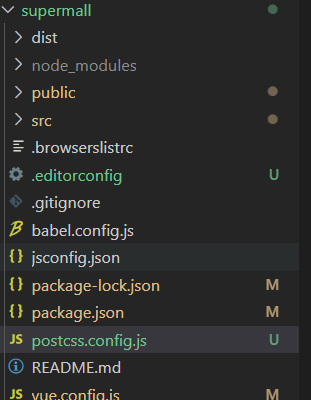 supermall
dist
node_modules
public
src
.browserslistrc
.editorconfig U
.gitignore
babel.config.js
jsconfig.json
package-lock.json M
package.json M
postcss.config.js U
README.md
vue.config.js M